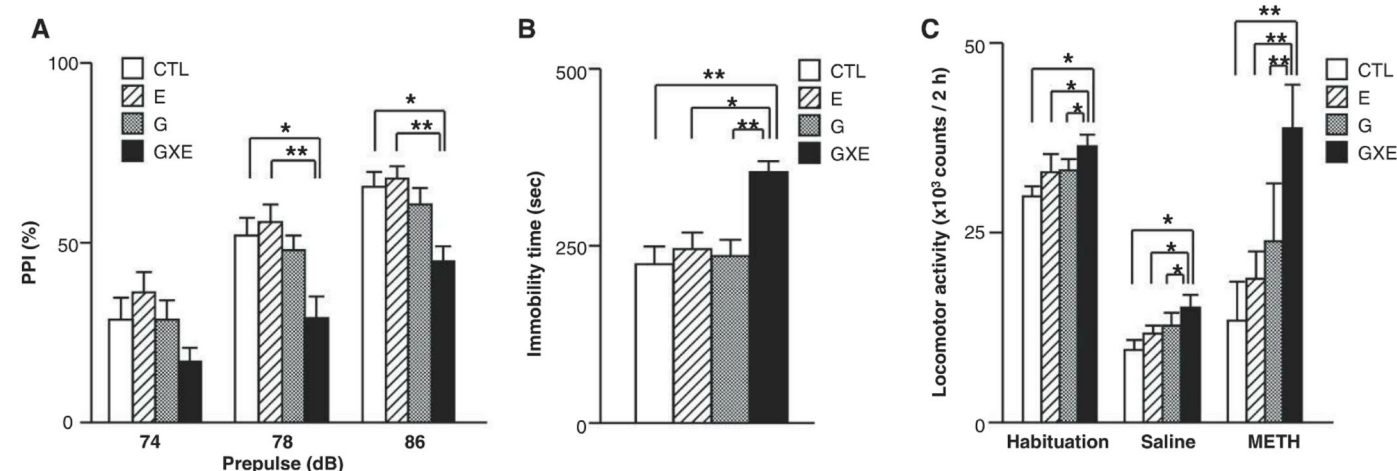 A
100
50
0
PPI (%)
CTL
E
G
GXE
*
**
*
**
74
78
86
Prepulse (dB)
B
500
250
0
Immobility time (sec)
**
*
**
CTL
E
G
GXE
C
50
25
0
Locomotor activity (x10³ counts / 2 h)
*
*
*
*
*
*
**
**
**
CTL
E
G
GXE
Habituation
Saline
METH